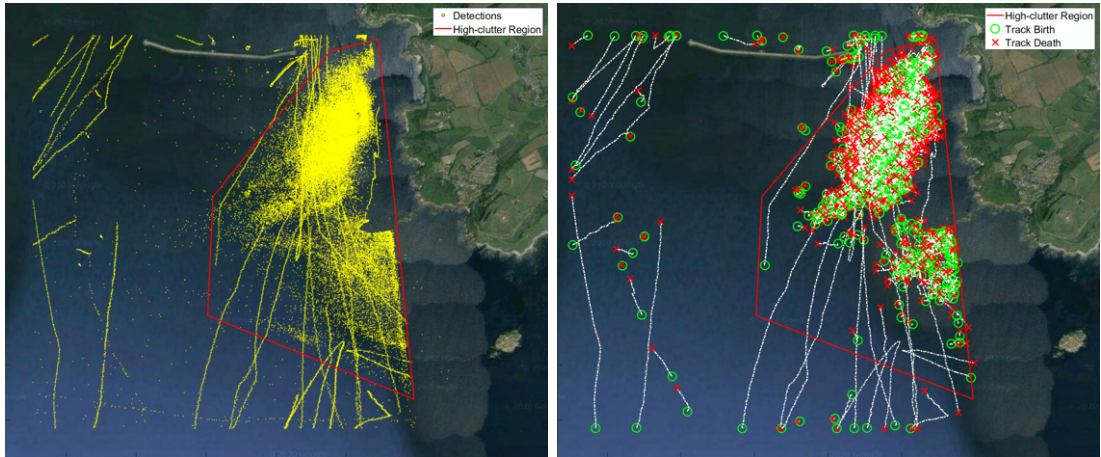 Detections
High-clutter Region
High-clutter Region
Track Birth
Track Death